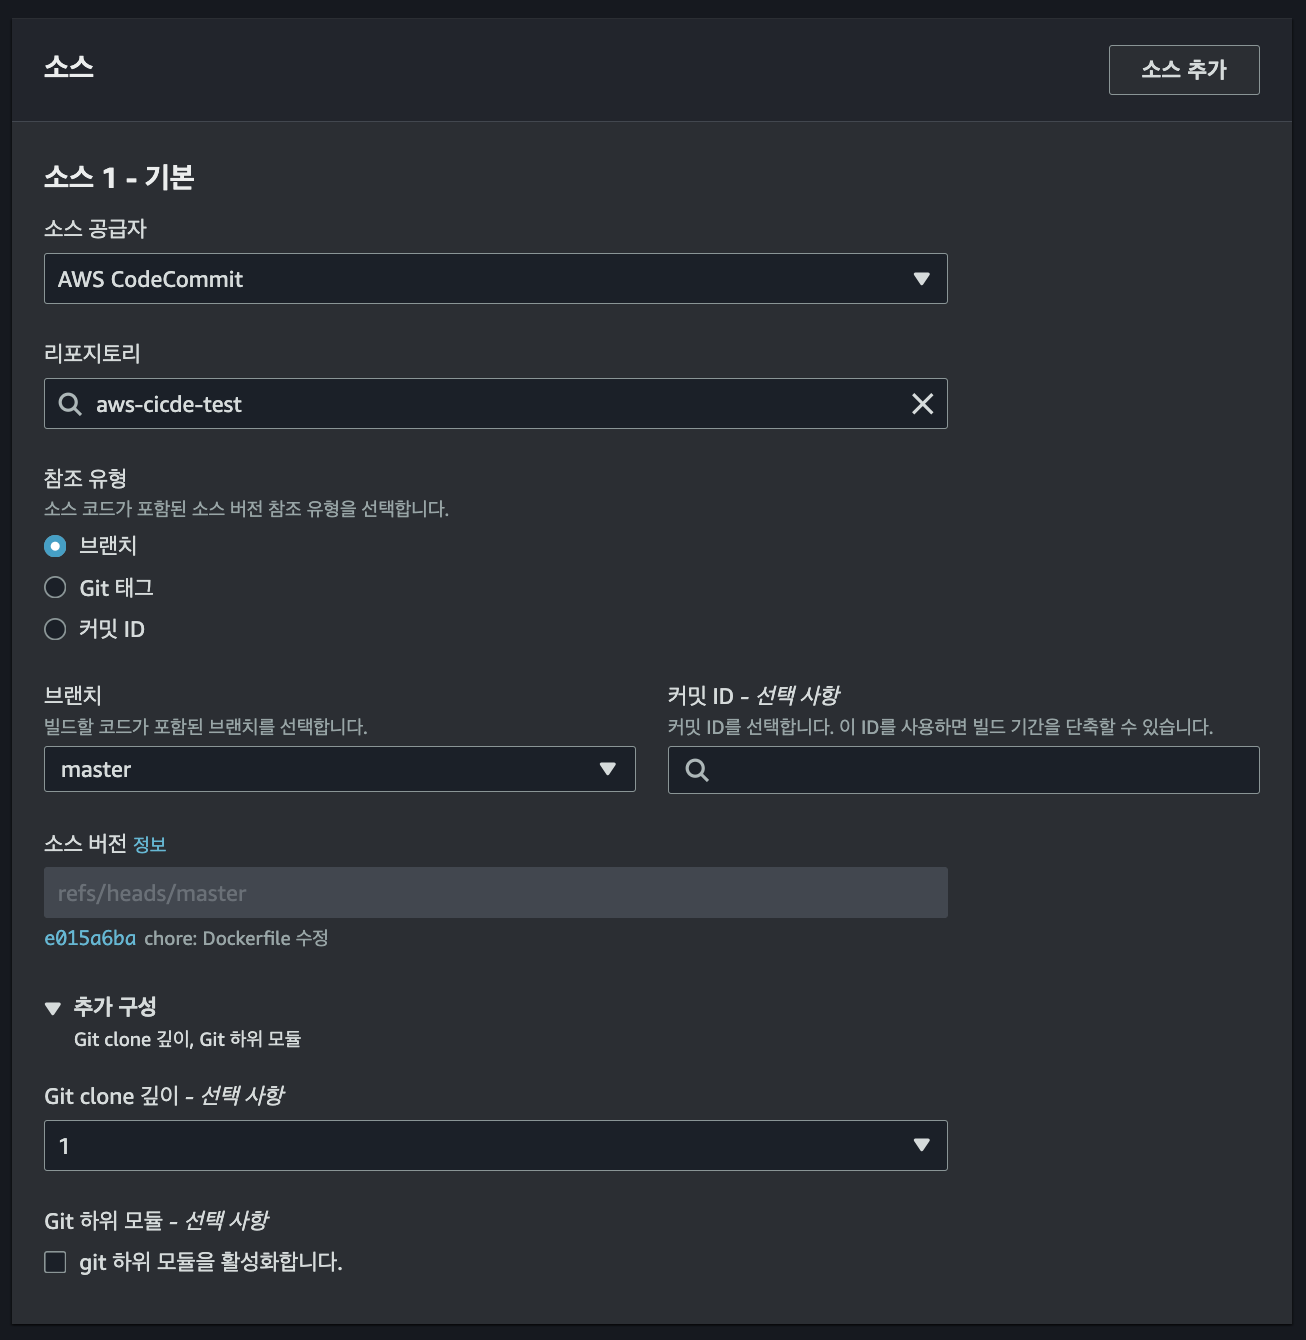 소스
소스 추가
소스 1 - 기본
소스 공급자
AWS CodeCommit
리포지토리
aws-cicde-test
참조 유형
소스 코드가 포함된 소스 버전 참조 유형을 선택합니다.
브랜치
Git 태그
커밋 ID
브랜치
빌드할 코드가 포함된 브랜치를 선택합니다.
master
커밋 ID - 선택 사항
커밋 ID를 선택합니다. 이 ID를 사용하면 빌드 기간을 단축할 수 있습니다.
소스 버전 정보
refs/heads/master
e015a6ba chore: Dockerfile 수정
추가 구성
Git clone 깊이, Git 하위 모듈
Git clone 깊이 - 선택 사항
1
Git 하위 모듈 - 선택 사항
git 하위 모듈을 활성화합니다.